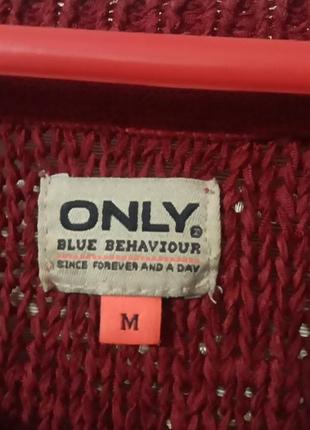 ONLY
BLUE BEHAVIOUR
SINCE FOREVER AND A DAY
M